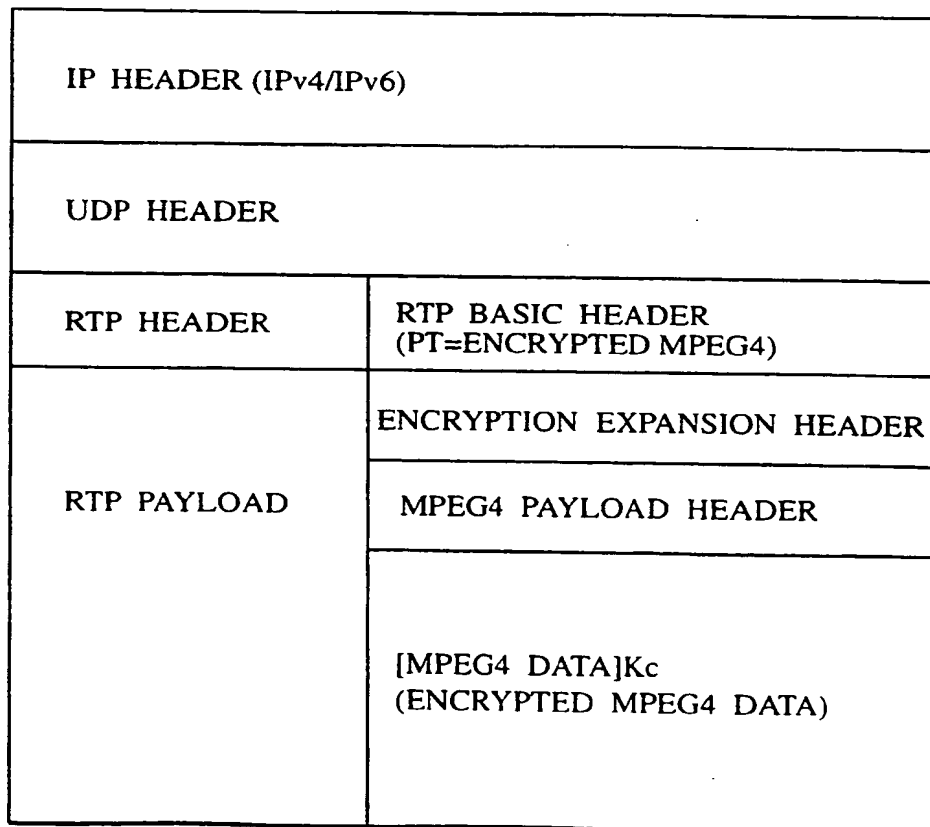 IP HEADER (IPv4/IPv6)
UDP HEADER
RTP HEADER
RTP BASIC HEADER
(PT=ENCRYPTED MPEG4)
RTP PAYLOAD
ENCRYPTION EXPANSION HEADER
MPEG4 PAYLOAD HEADER
[MPEG4 DATA]Kc
(ENCRYPTED MPEG4 DATA)